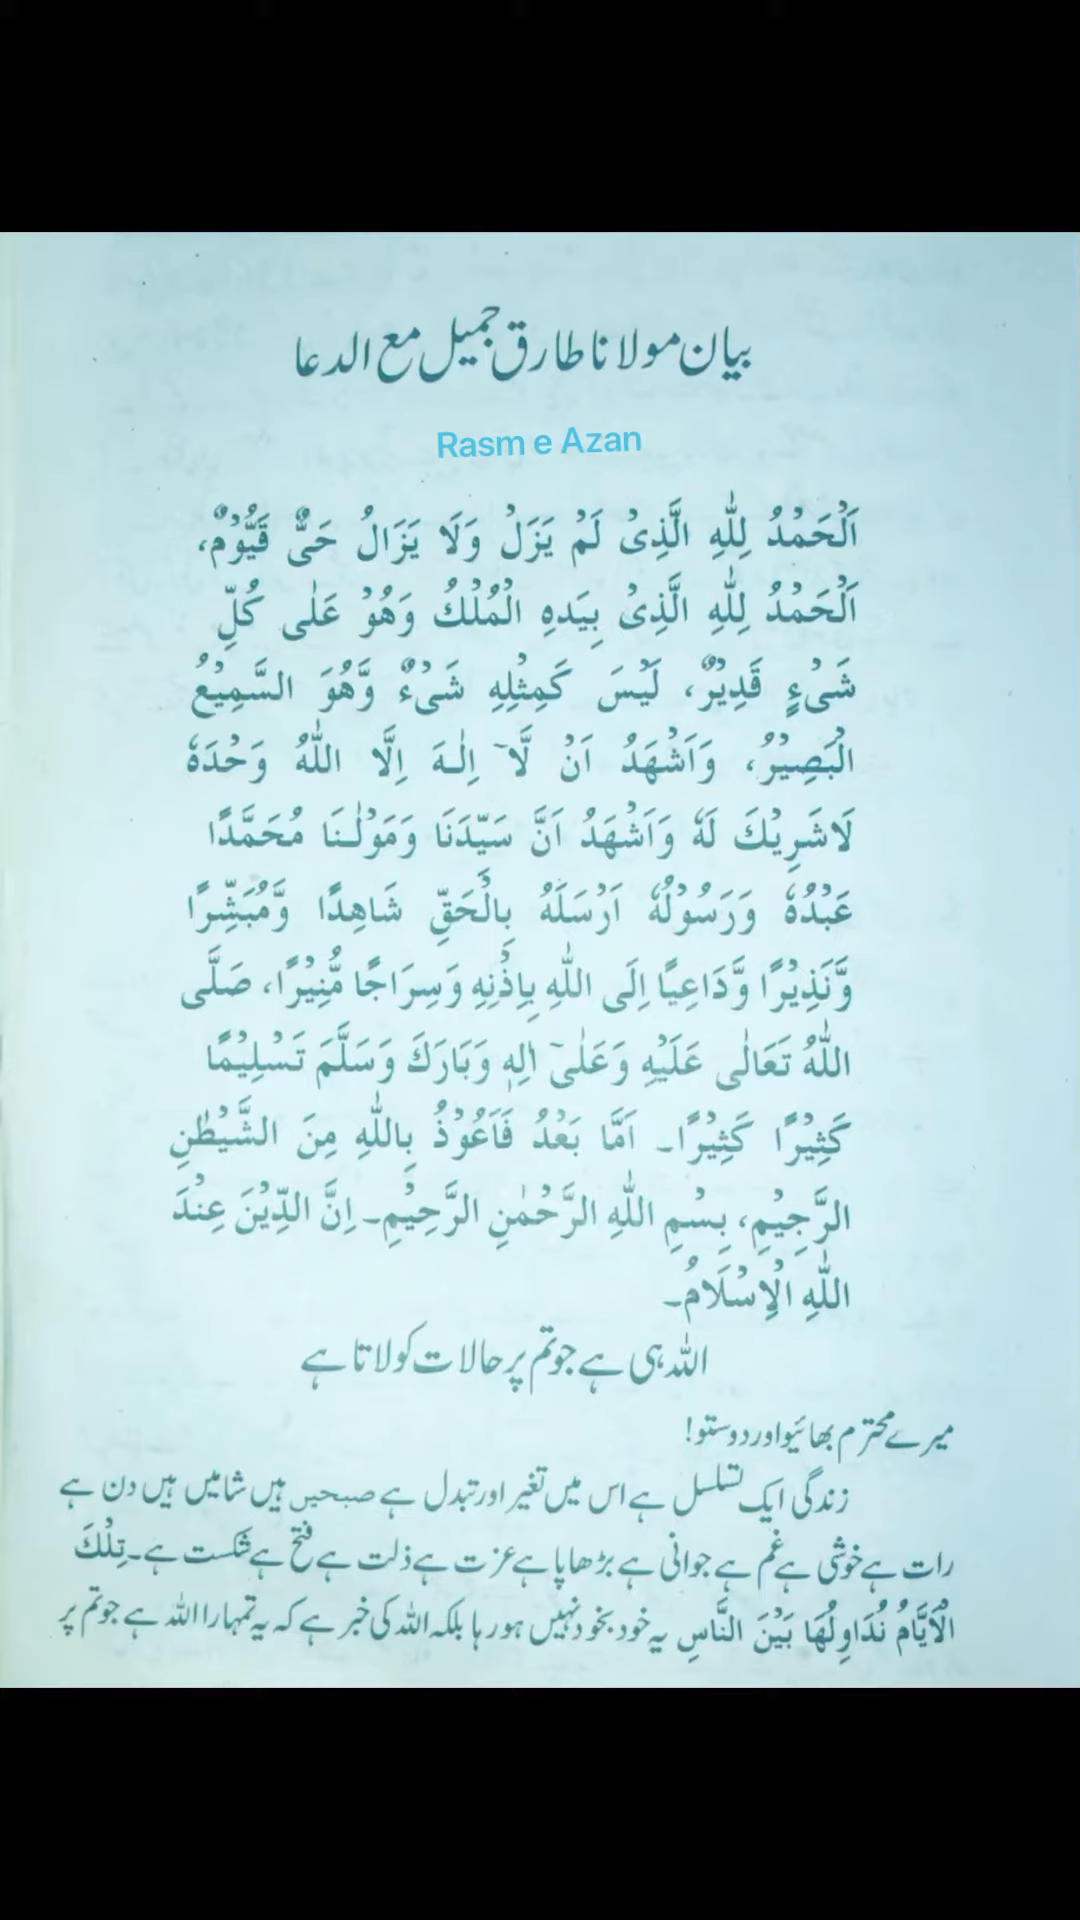 بیان مولانا طارق جمیل مع الدعا
Rasm e Azan
اَلْحَمْدُ لِلّٰهِ الَّذِیْ لَمْ یَزَلْ وَلَا یَزَالُ حَیٌّ قَیُّوْمٌ،
اَلْحَمْدُ لِلّٰهِ الَّذِیْ بِیَدِهِ الْمُلْكُ وَهُوْ عَلٰی كُلِّ
شَیْءٍ قَدِیْرٌ، لَیْسَ كَمِثْلِهٖ شَیْءٌ وَّهُوَ السَّمِیْعُ
الْبَصِیْرُ، وَاَشْهَدُ اَنْ لَّآ اِلٰـهَ اِلَّا اللّٰهُ وَحْدَهٗ
لَاشَرِیْكَ لَهٗ وَاَشْهَدُ اَنَّ سَیِّدَنَا وَمَوْلٰـنَا مُحَمَّدًا
عَبْدُهٗ وَرَسُوْلُهٗ اَرْسَلَهُ بِالْحَقِّ شَاهِدًا وَّمُبَشِّرًا
وَّنَذِیْرًا وَّدَاعِیًا اِلَی اللّٰهِ بِاِذْنِهٖ وَسِرَاجًا مُّنِیْرًا، صَلَّی
اللّٰهُ تَعَالٰی عَلَیْهِ وَعَلٰیٓ اٰلِهٖ وَبَارَكَ وَسَلَّمَ تَسْلِیْمًا
كَثِیْرًا كَثِیْرًا۔ اَمَّا بَعْدُ فَاَعُوْذُ بِاللّٰهِ مِنَ الشَّیْطٰنِ
الرَّجِیْمِ، بِسْمِ اللّٰهِ الرَّحْمٰنِ الرَّحِیْمِ۔ اِنَّ الدِّیْنَ عِنْدَ
اللّٰهِ الْاِسْلَامُ۔
اللہ ہی ہے جو تم پر حالات کو لاتا ہے
میرے محترم بھائیو اور دوستو!
زندگی ایک تسلسل ہے اس میں تغیر اور تبدل ہے صبحیں ہیں شامیں ہیں دن ہے
رات ہے خوشی ہے غم ہے جوانی ہے بڑھاپا ہے عزت ہے ذلت ہے فتح ہے شکست ہے۔ تِلْكَ
الْاَیَّامُ نُدَاوِلُهَا بَیْنَ النَّاسِ یہ خود بخود نہیں ہو رہا بلکہ اللہ کی خبر ہے کہ یہ تمہارا اللہ ہے جو تم پر